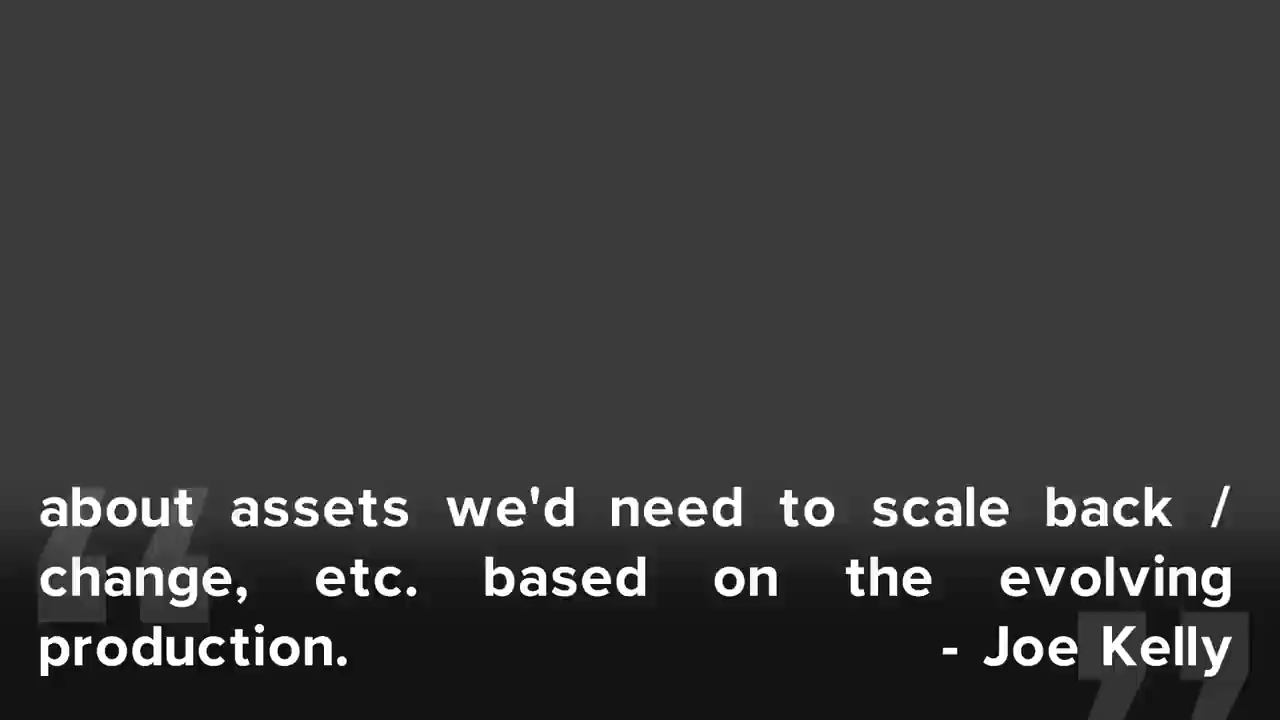 about assets we'd need to scale back /
change, etc. based on the evolving
production. - Joe Kelly